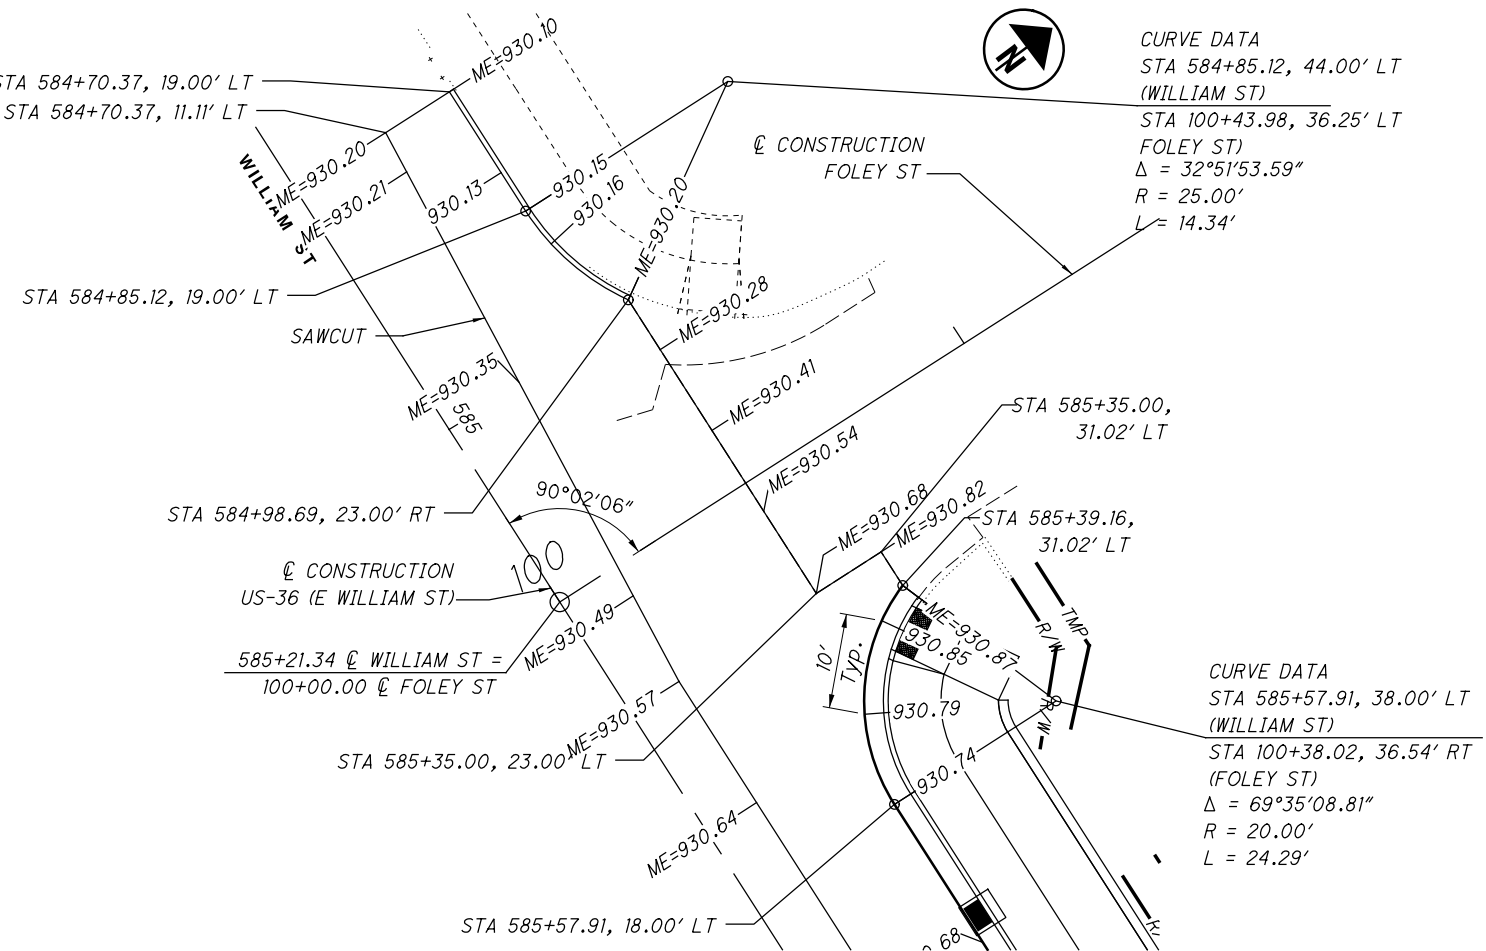 STA 584+70.37, 19.00' LT
STA 584+70.37, 11.11' LT
ME=930.10
N
CURVE DATA
STA 584+85.12, 44.00' LT
(WILLIAM ST)
STA 100+43.98, 36.25' LT
FOLEY ST)
Δ = 32°51'53.59"
R = 25.00'
L = 14.34'
℄ CONSTRUCTION
FOLEY ST
WILLIAM ST
ME=930.20
ME=930.21
930.13
930.15
930.16
ME=930.20
STA 584+85.12, 19.00' LT
SAWCUT
ME=930.28
ME=930.35
585
ME=930.41
STA 585+35.00,
31.02' LT
ME=930.54
90°02'06"
STA 584+98.69, 23.00' RT
ME=930.68
ME=930.82
STA 585+39.16,
31.02' LT
100
℄ CONSTRUCTION
US-36 (E WILLIAM ST)
ME=930.49
585+21.34 ℄ WILLIAM ST =
100+00.00 ℄ FOLEY ST
10'
Typ.
ME=930.87
930.85
R/W
TMP
930.79
R/W
CURVE DATA
STA 585+57.91, 38.00' LT
(WILLIAM ST)
STA 100+38.02, 36.54' RT
(FOLEY ST)
Δ = 69°35'08.81"
R = 20.00'
L = 24.29'
ME=930.57
STA 585+35.00, 23.00' LT
930.74
ME=930.64
STA 585+57.91, 18.00' LT